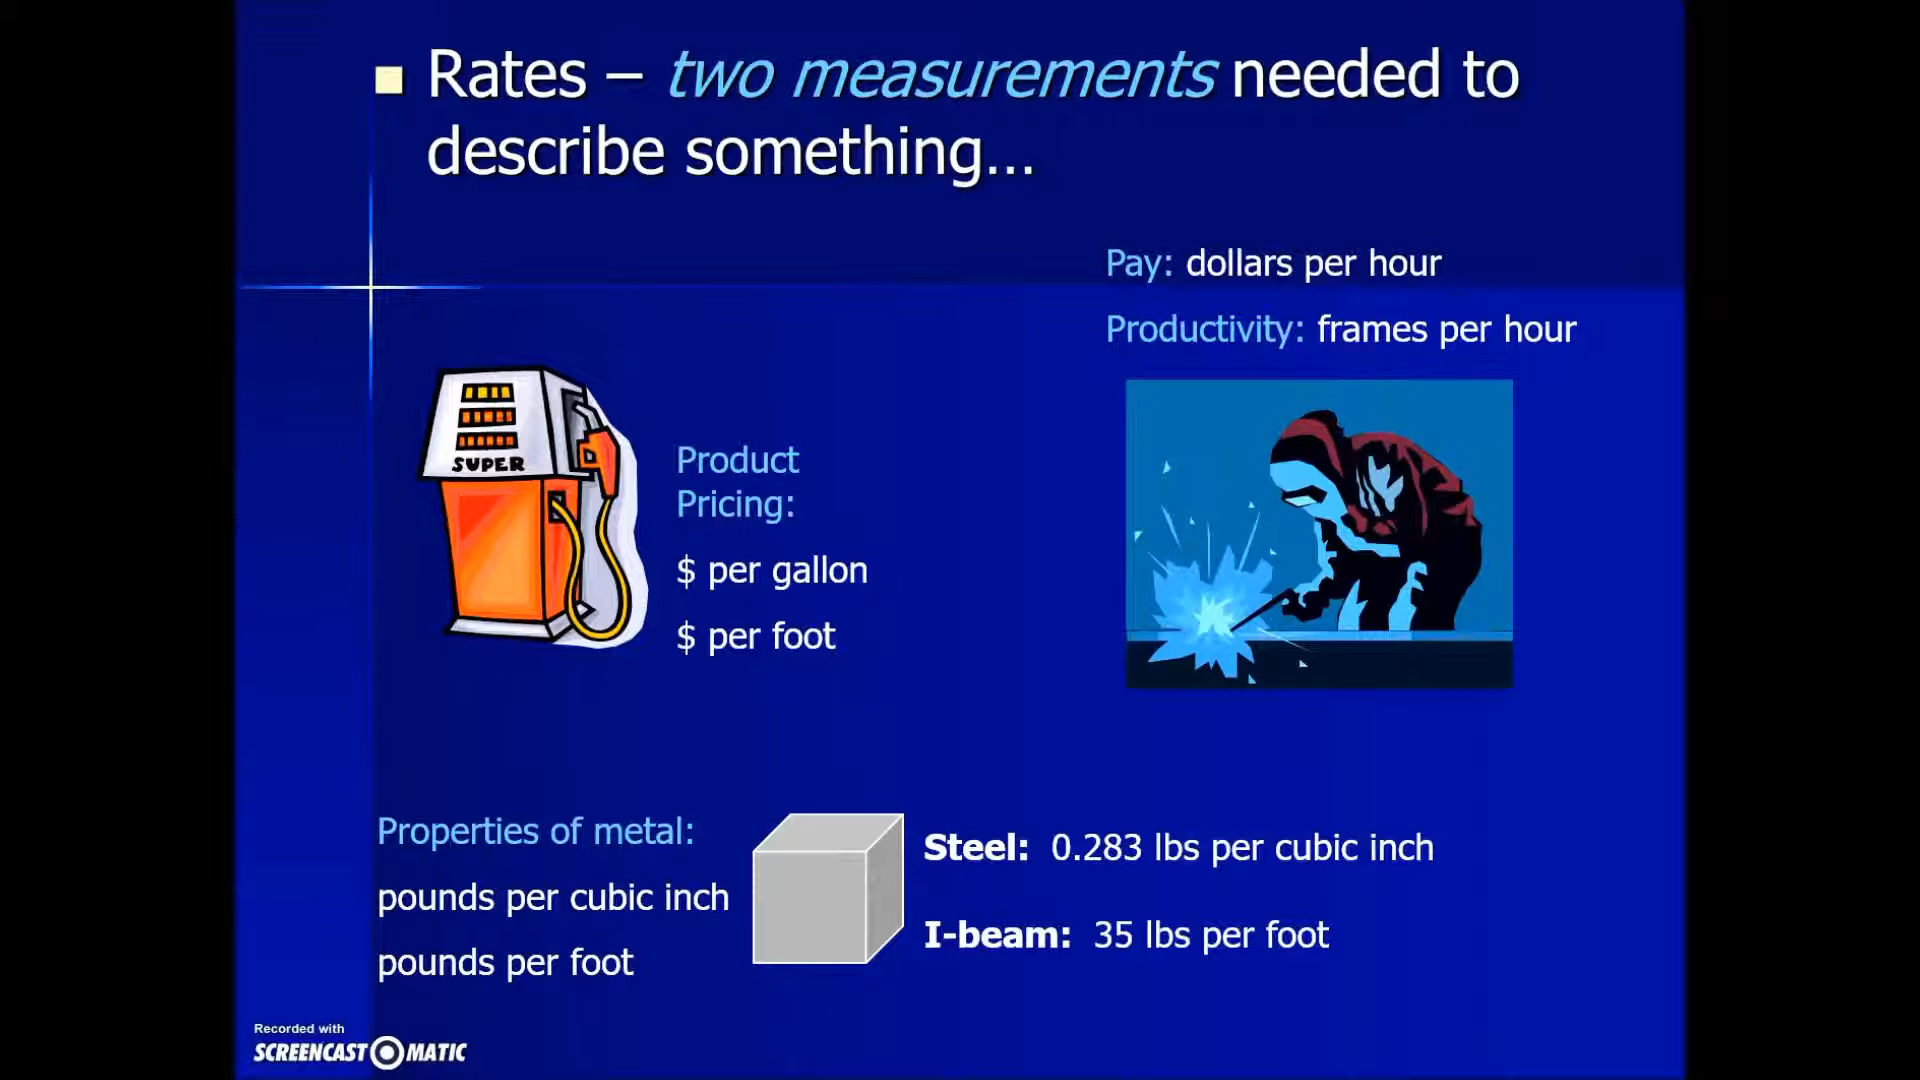 Rates – two measurements needed to
describe something...
Pay: dollars per hour
Productivity: frames per hour
SUPER
Product
Pricing:
$ per gallon
$ per foot
Properties of metal:
pounds per cubic inch
pounds per foot
Steel: 0.283 lbs per cubic inch
I-beam: 35 lbs per foot
Recorded with
SCREENCAST MATIC